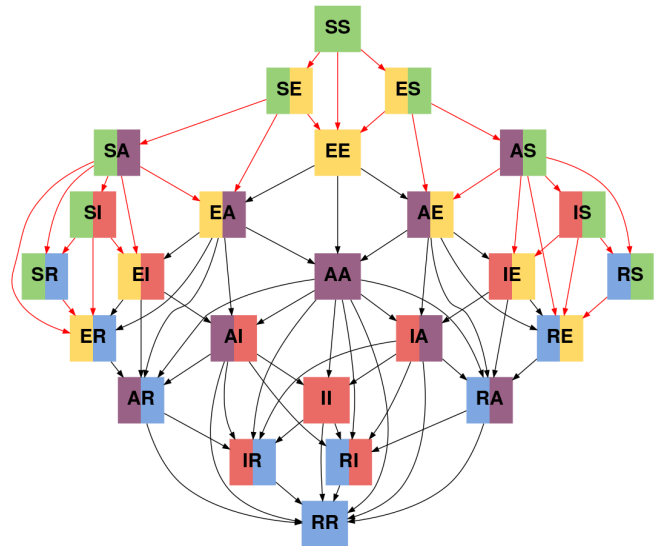 SS
SE ES
SA EE AS
SI EA AE IS
SR EI AA IE RS
ER AI IA RE
AR II RA
IR RI
RR